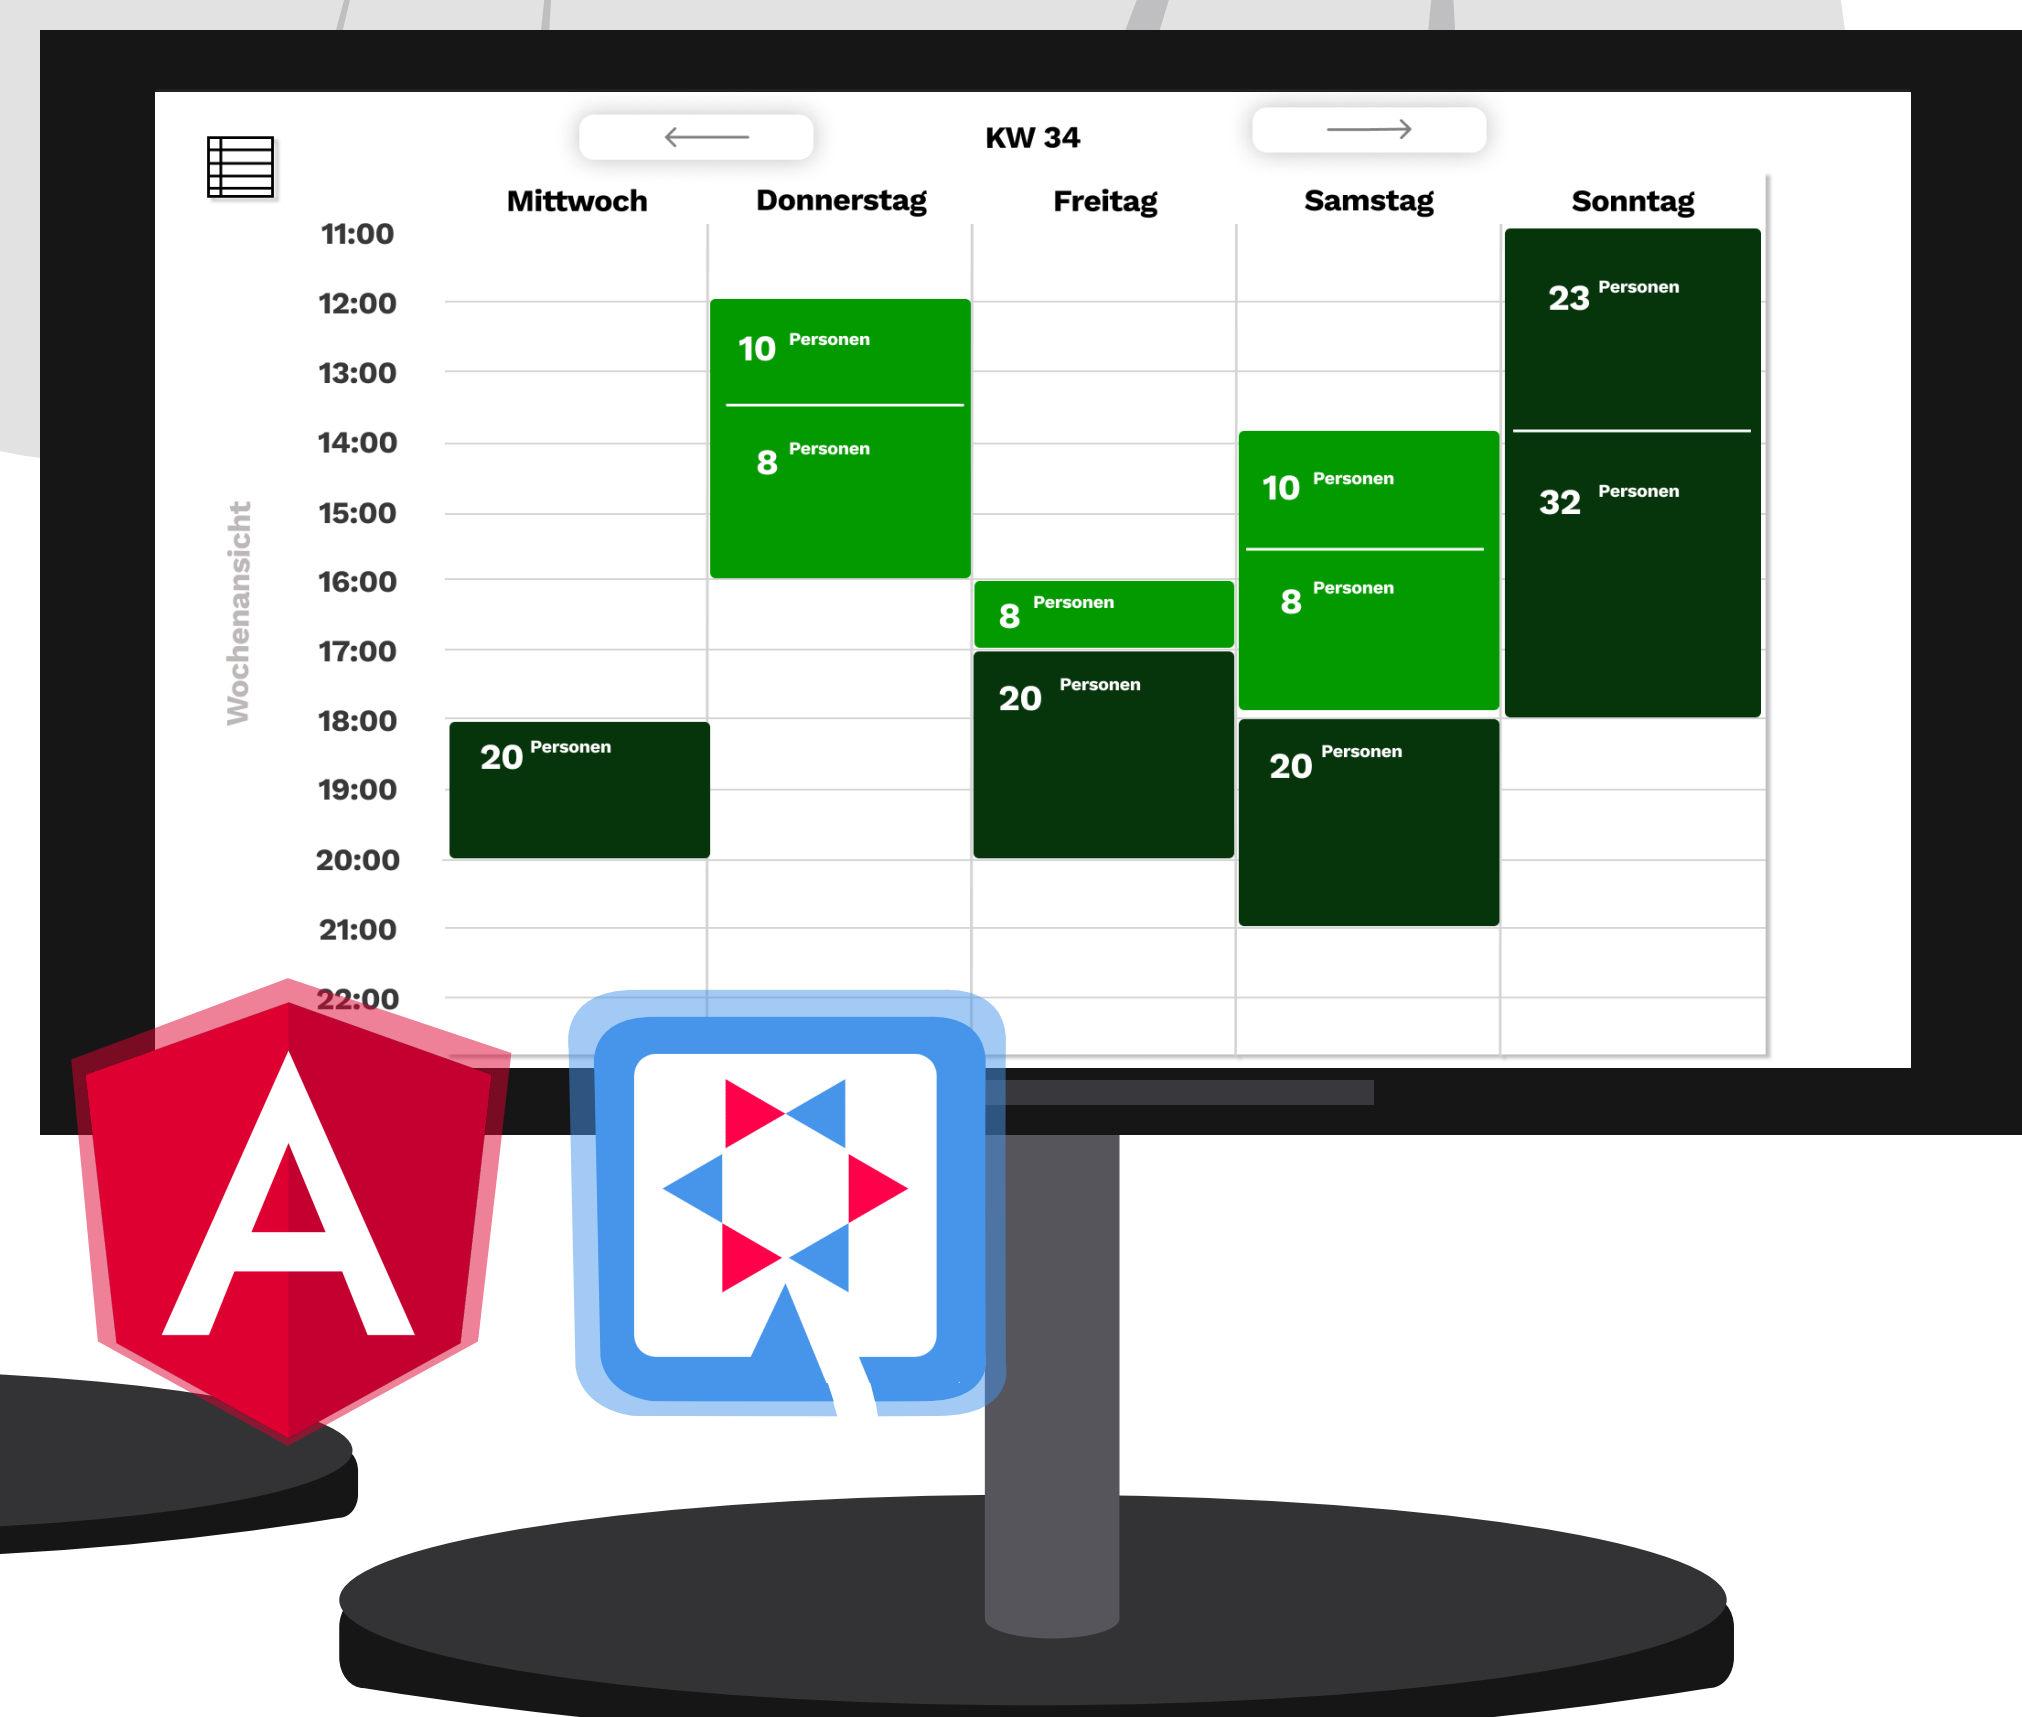 KW 34
Mittwoch Donnerstag Freitag Samstag Sonntag
11:00
23 Personen
12:00
10 Personen
13:00
14:00
8 Personen
10 Personen
32 Personen
15:00
16:00
8 Personen
8 Personen
17:00
20 Personen
18:00
20 Personen
20 Personen
19:00
20:00
21:00
22:00
Wochenansicht
A